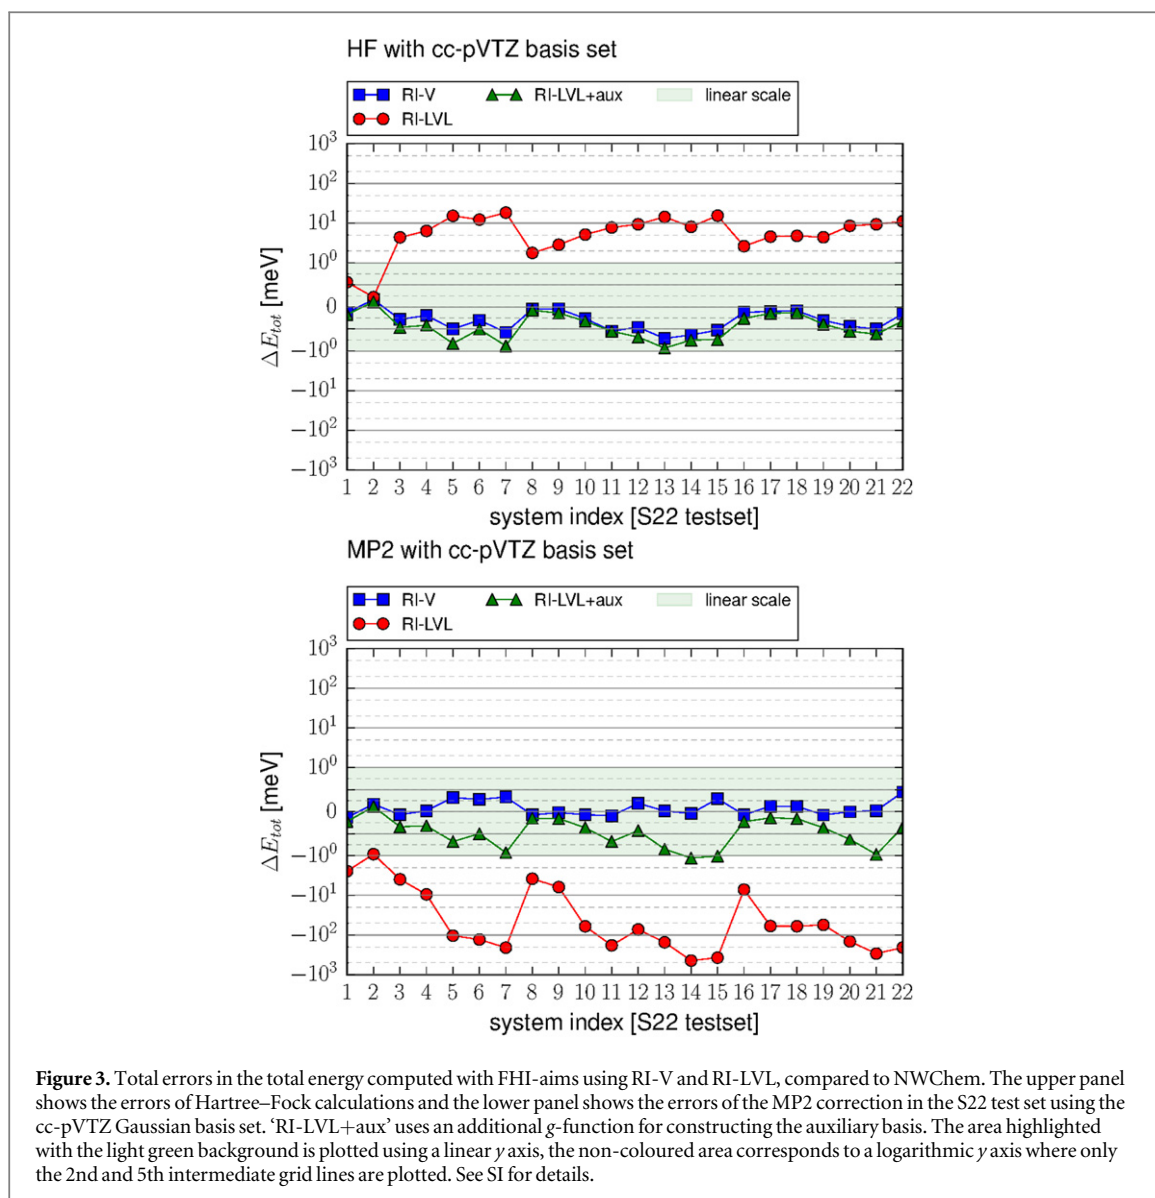 HF with cc-pVTZ basis set
RI-V RI-LVL+aux linear scale
RI-LVL
10³
10²
10¹
10⁰
0
−10⁰
−10¹
−10²
−10³
ΔE_tot [meV]
1 2 3 4 5 6 7 8 9 10 11 12 13 14 15 16 17 18 19 20 21 22
system index [S22 testset]
MP2 with cc-pVTZ basis set
RI-V RI-LVL+aux linear scale
RI-LVL
10³
10²
10¹
10⁰
0
−10⁰
−10¹
−10²
−10³
ΔE_tot [meV]
1 2 3 4 5 6 7 8 9 10 11 12 13 14 15 16 17 18 19 20 21 22
system index [S22 testset]
Figure 3. Total errors in the total energy computed with FHI-aims using RI-V and RI-LVL, compared to NWChem. The upper panel
shows the errors of Hartree–Fock calculations and the lower panel shows the errors of the MP2 correction in the S22 test set using the
cc-pVTZ Gaussian basis set. ‘RI-LVL+aux’ uses an additional g-function for constructing the auxiliary basis. The area highlighted
with the light green background is plotted using a linear y axis, the non-coloured area corresponds to a logarithmic y axis where only
the 2nd and 5th intermediate grid lines are plotted. See SI for details.